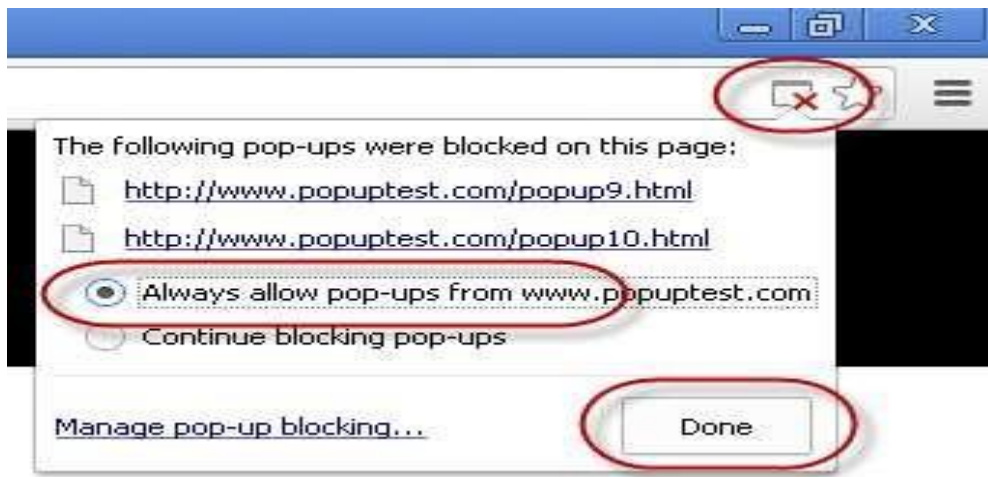 The following pop-ups were blocked on this page:
http://www.popuptest.com/popup9.html
http://www.popuptest.com/popup10.html
Always allow pop-ups from www.popuptest.com
Continue blocking pop-ups
Manage pop-up blocking...
Done